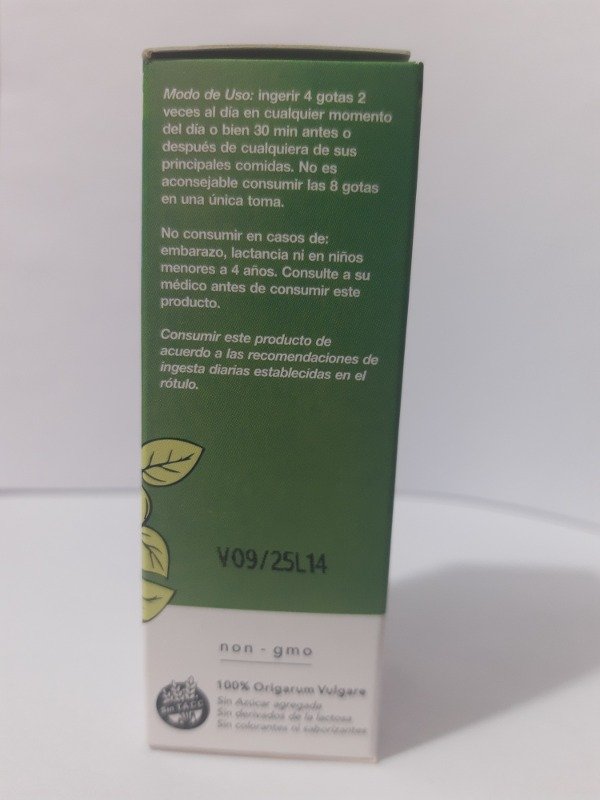 Modo de Uso: ingerir 4 gotas 2
veces al día en cualquier momento
del día o bien 30 min antes o
después de cualquiera de sus
principales comidas. No es
aconsejable consumir las 8 gotas
en una única toma.
No consumir en casos de:
embarazo, lactancia ni en niños
menores a 4 años. Consulte a su
médico antes de consumir este
producto.
Consumir este producto de
acuerdo a las recomendaciones de
ingesta diarias establecidas en el
rótulo.
V09/25L14
non - gmo
100% Origarum Vulgare
Sin T.A.C.C.
Sin Azúcar agregada
Sin derivados de la lactosa
Sin colorantes ni saborizantes